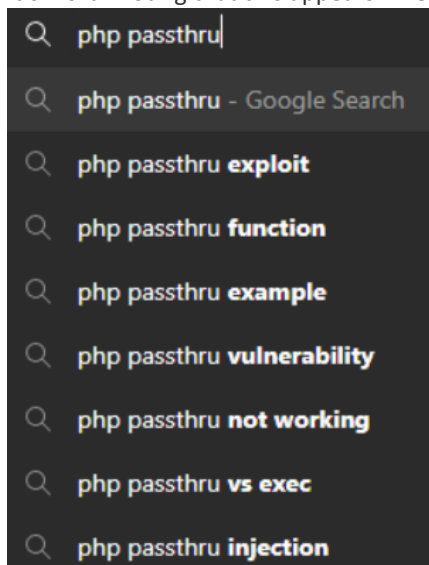 php passthru
php passthru - Google Search
php passthru exploit
php passthru function
php passthru example
php passthru vulnerability
php passthru not working
php passthru vs exec
php passthru injection